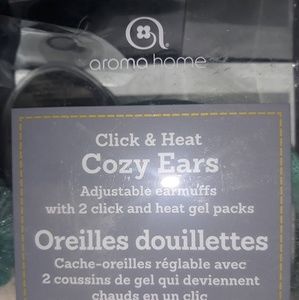 aroma home
Click & Heat
Cozy Ears
Adjustable earmuffs
with 2 click and heat gel packs
Oreilles douillettes
Cache-oreilles réglable avec
2 coussins de gel qui deviennent
chauds en un clic